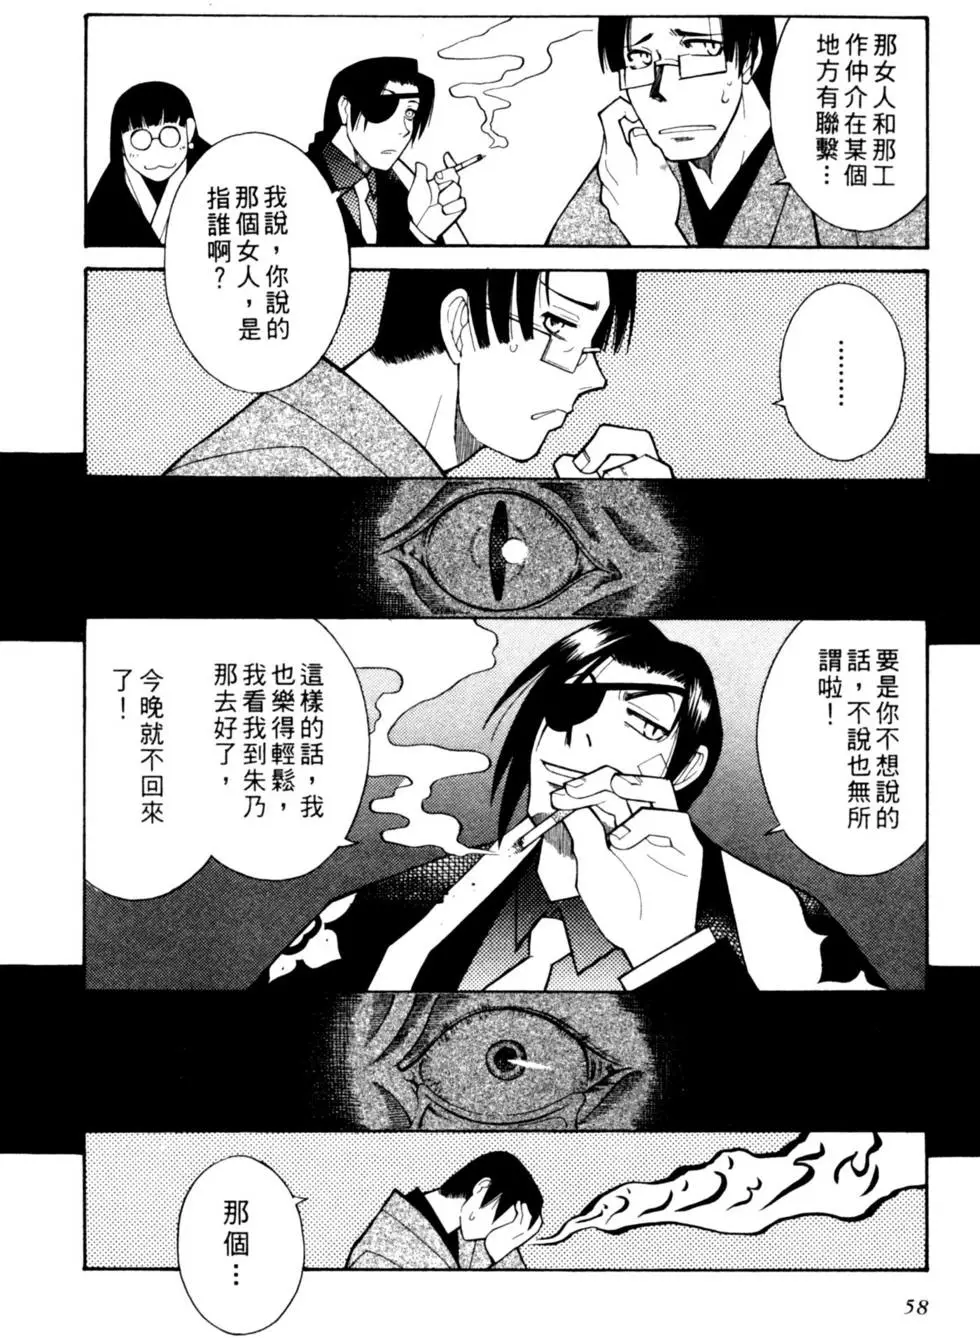 那女人和那工
作仲介在某個
地方有聯繫…
我說，你說的
那個女人，是
指誰啊？
………
要是你不想說的
話，不說也無所
謂啦！
這樣的話，我
也樂得輕鬆，
我看我到朱乃
那去好了，
今晚就不回來
了！
那個…
58